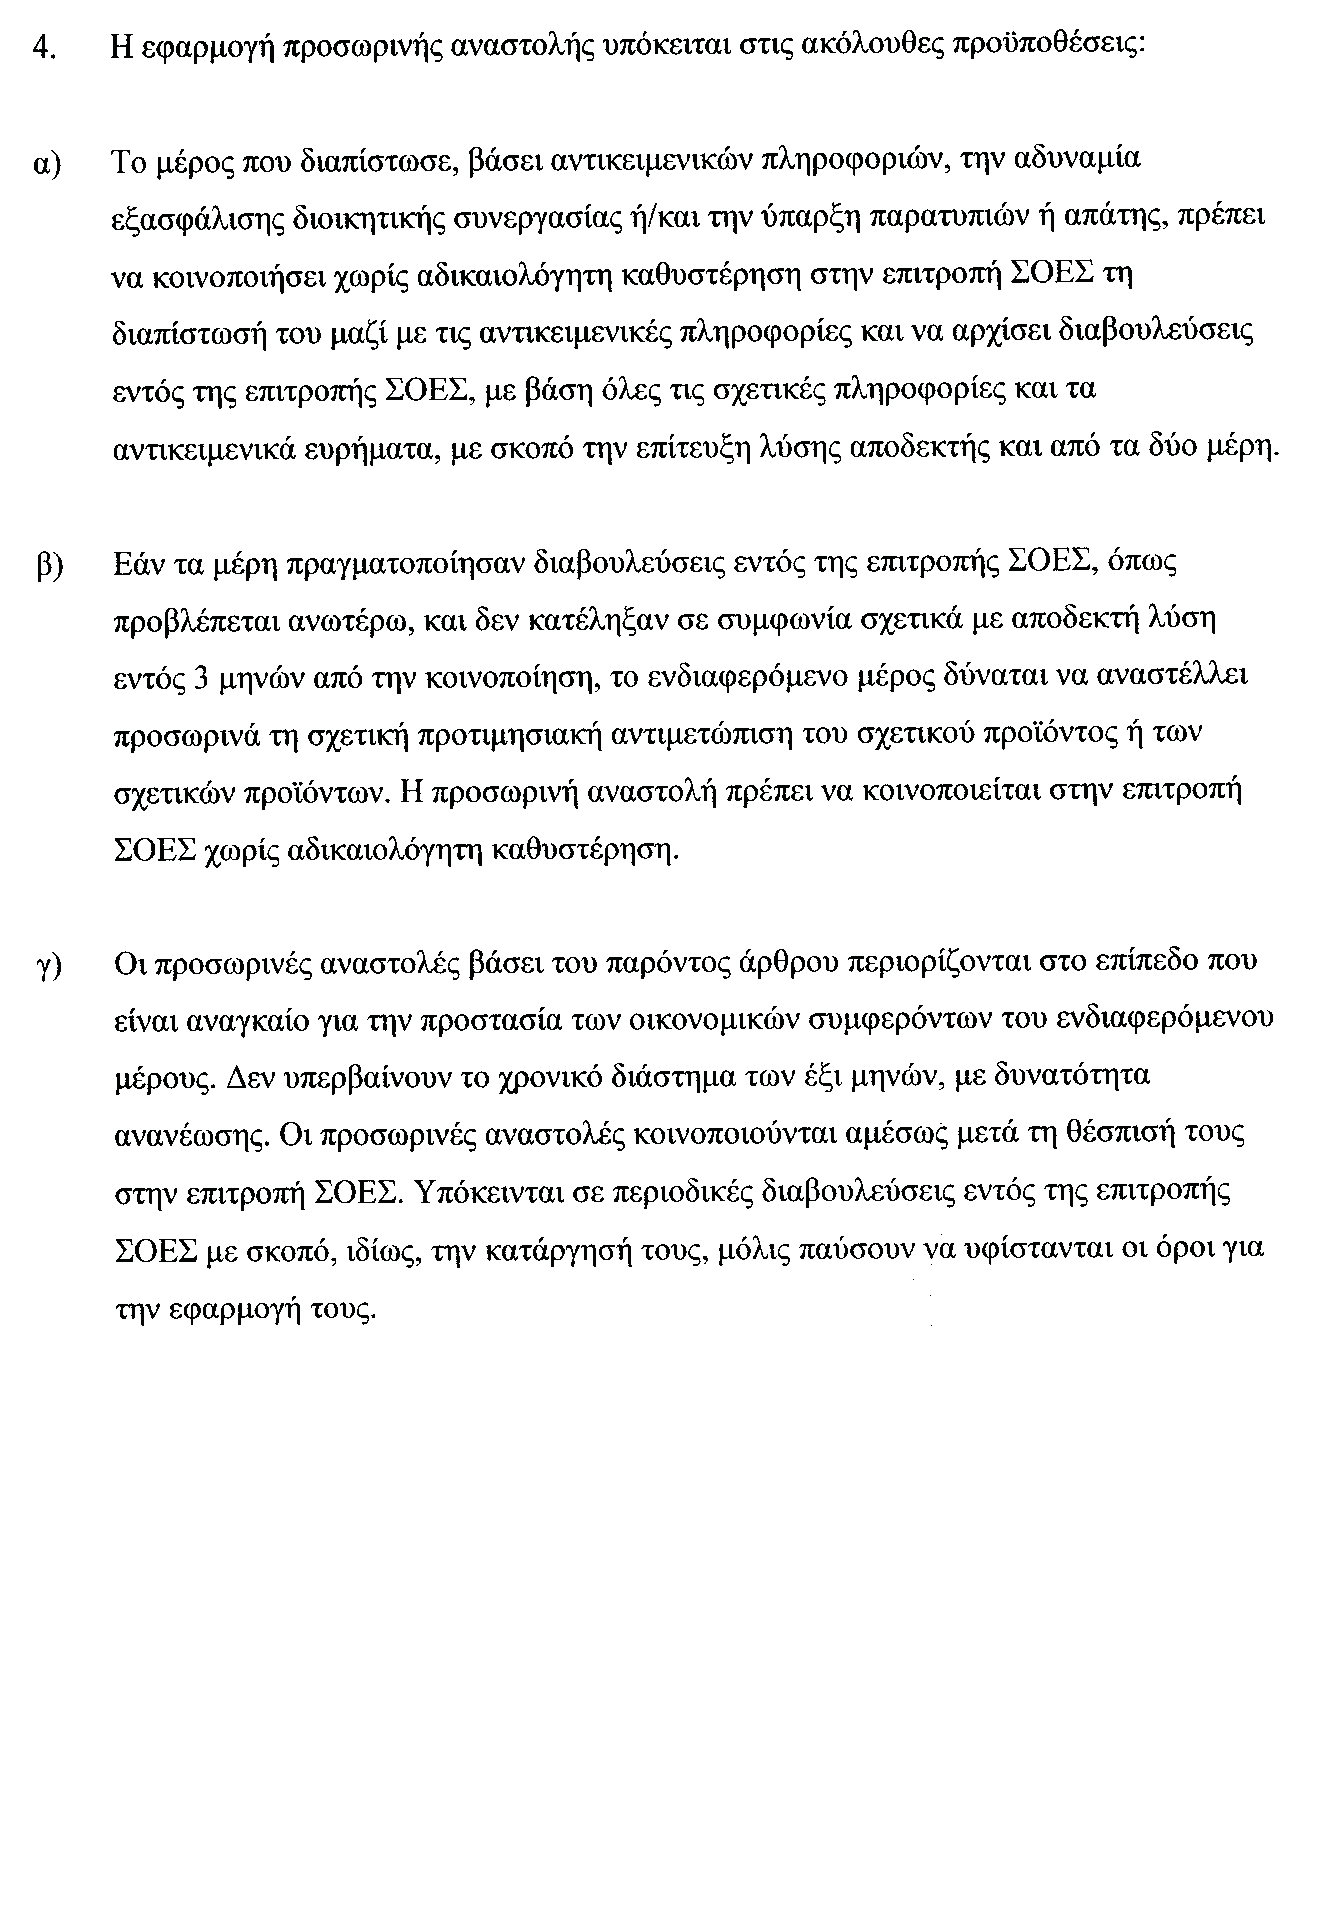 4. Η εφαρμογή προσωρινής αναστολής υπόκειται στις ακόλουθες προϋποθέσεις:
α) Το μέρος που διαπίστωσε, βάσει αντικειμενικών πληροφοριών, την αδυναμία
εξασφάλισης διοικητικής συνεργασίας ή/και την ύπαρξη παρατυπιών ή απάτης, πρέπει
να κοινοποιήσει χωρίς αδικαιολόγητη καθυστέρηση στην επιτροπή ΣΟΕΣ τη
διαπίστωσή του μαζί με τις αντικειμενικές πληροφορίες και να αρχίσει διαβουλεύσεις
εντός της επιτροπής ΣΟΕΣ, με βάση όλες τις σχετικές πληροφορίες και τα
αντικειμενικά ευρήματα, με σκοπό την επίτευξη λύσης αποδεκτής και από τα δύο μέρη.
β) Εάν τα μέρη πραγματοποίησαν διαβουλεύσεις εντός της επιτροπής ΣΟΕΣ, όπως
προβλέπεται ανωτέρω, και δεν κατέληξαν σε συμφωνία σχετικά με αποδεκτή λύση
εντός 3 μηνών από την κοινοποίηση, το ενδιαφερόμενο μέρος δύναται να αναστέλλει
προσωρινά τη σχετική προτιμησιακή αντιμετώπιση του σχετικού προϊόντος ή των
σχετικών προϊόντων. Η προσωρινή αναστολή πρέπει να κοινοποιείται στην επιτροπή
ΣΟΕΣ χωρίς αδικαιολόγητη καθυστέρηση.
γ) Οι προσωρινές αναστολές βάσει του παρόντος άρθρου περιορίζονται στο επίπεδο που
είναι αναγκαίο για την προστασία των οικονομικών συμφερόντων του ενδιαφερόμενου
μέρους. Δεν υπερβαίνουν το χρονικό διάστημα των έξι μηνών, με δυνατότητα
ανανέωσης. Οι προσωρινές αναστολές κοινοποιούνται αμέσως μετά τη θέσπισή τους
στην επιτροπή ΣΟΕΣ. Υπόκεινται σε περιοδικές διαβουλεύσεις εντός της επιτροπής
ΣΟΕΣ με σκοπό, ιδίως, την κατάργησή τους, μόλις παύσουν να υφίστανται οι όροι για
την εφαρμογή τους.